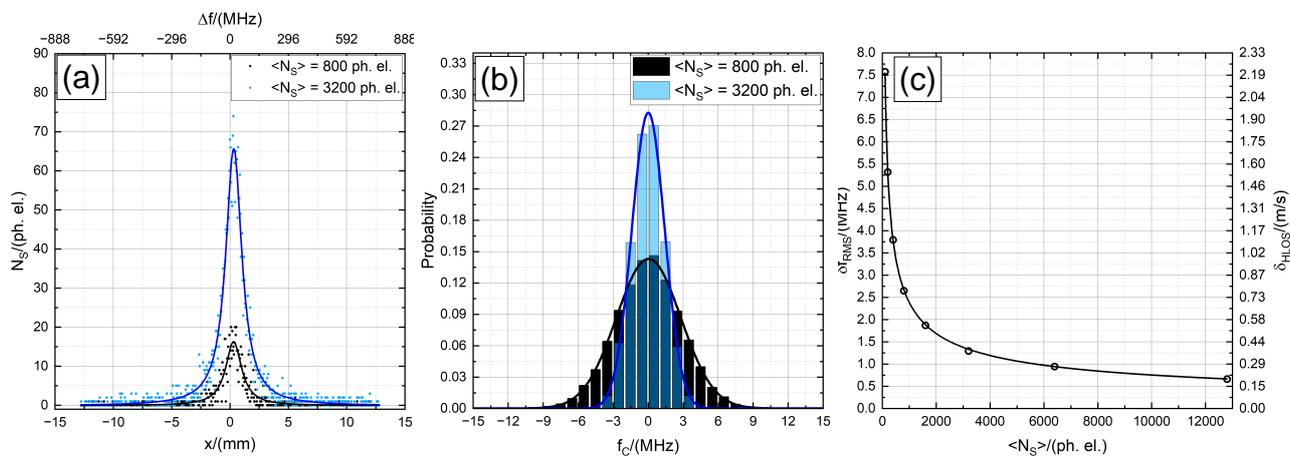 Δf/(MHz)
−888 −592 −296 0 296 592 888
(a)
<N_S> = 800 ph. el.
<N_S> = 3200 ph. el.
90
80
70
60
50
40
30
20
10
0
N_S/(ph. el.)
−15 −10 −5 0 5 10 15
x/(mm)
(b)
<N_S> = 800 ph. el.
<N_S> = 3200 ph. el.
0.33
0.30
0.27
0.24
0.21
0.18
0.15
0.12
0.09
0.06
0.03
0.00
Probability
−15 −12 −9 −6 −3 0 3 6 9 12 15
f_C/(MHz)
(c)
8.0
7.5
7.0
6.5
6.0
5.5
5.0
4.5
4.0
3.5
3.0
2.5
2.0
1.5
1.0
0.5
0.0
/(MHz)
2.33
2.19
2.04
1.90
1.75
1.60
1.46
1.31
1.17
1.02
0.87
0.73
0.58
0.44
0.29
0.15
0.00
δ_HLOS/(m/s)
0 2000 4000 6000 8000 10000 12000
<N_S>/(ph. el.)